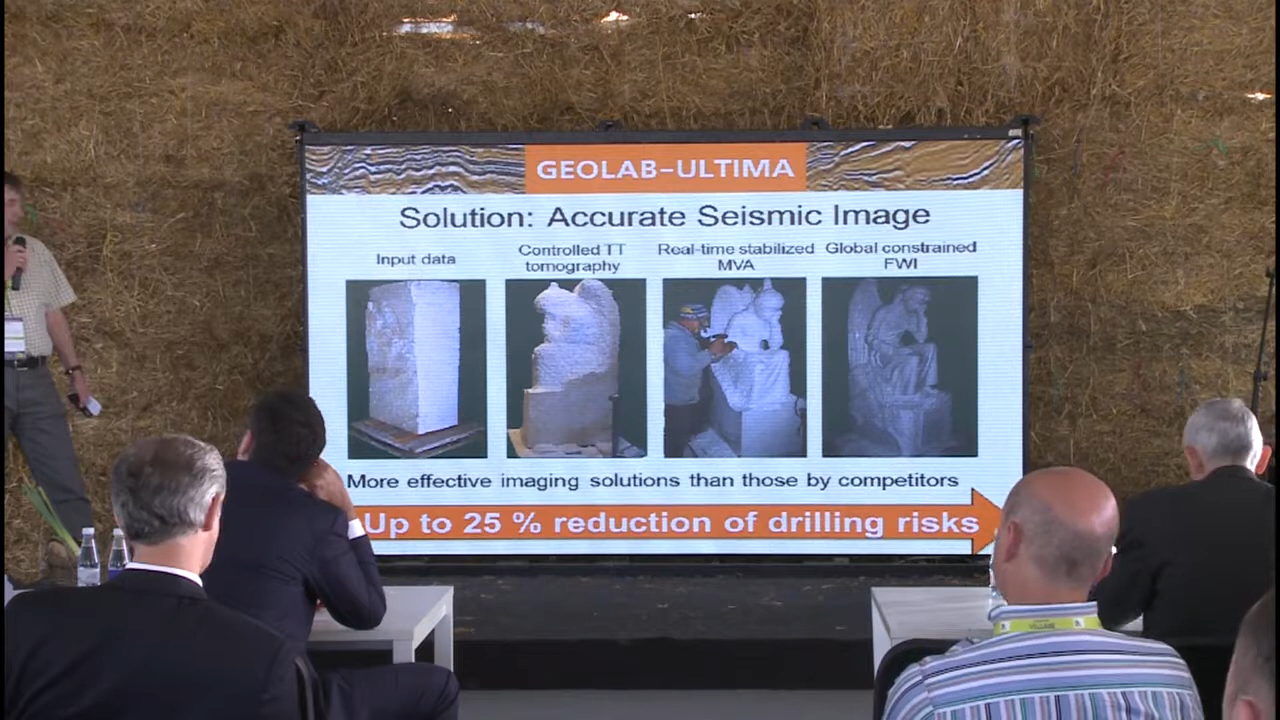 GEOLAB-ULTIMA
Solution: Accurate Seismic Image
Input data
Controlled TT
tomography
Real-time stabilized
MVA
Global constrained
FWI
More effective imaging solutions than those by competitors
Up to 25 % reduction of drilling risks
VILLAGE